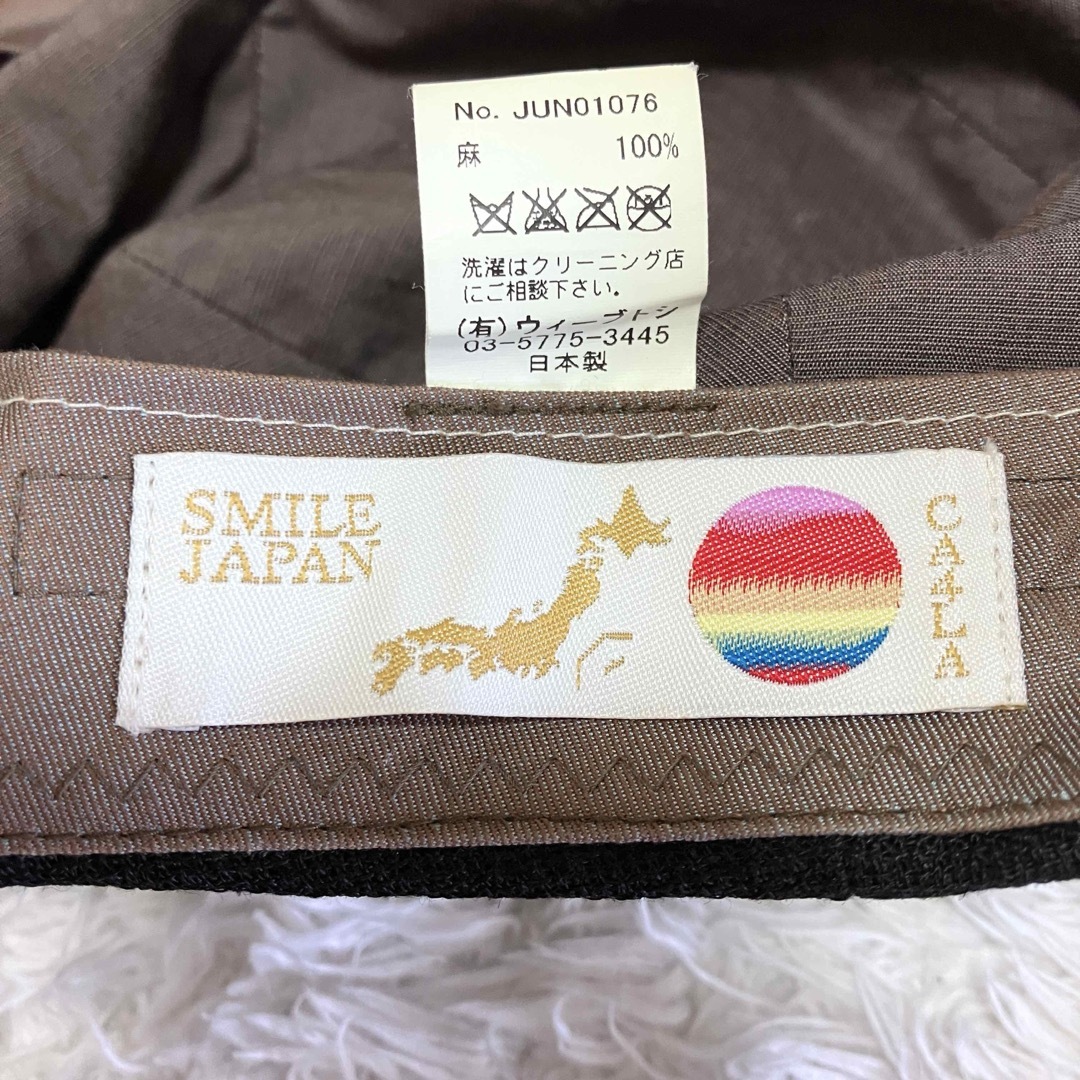 No. JUN01076
麻 100%
洗濯はクリーニング店
にご相談下さい。
(有)ウィーブトシ
03-5775-3445
日本製
SMILE
JAPAN
CA4LA